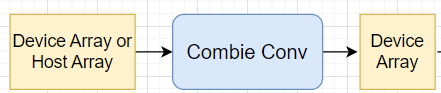 Device Array or
Host Array
Combie Conv
Device
Array